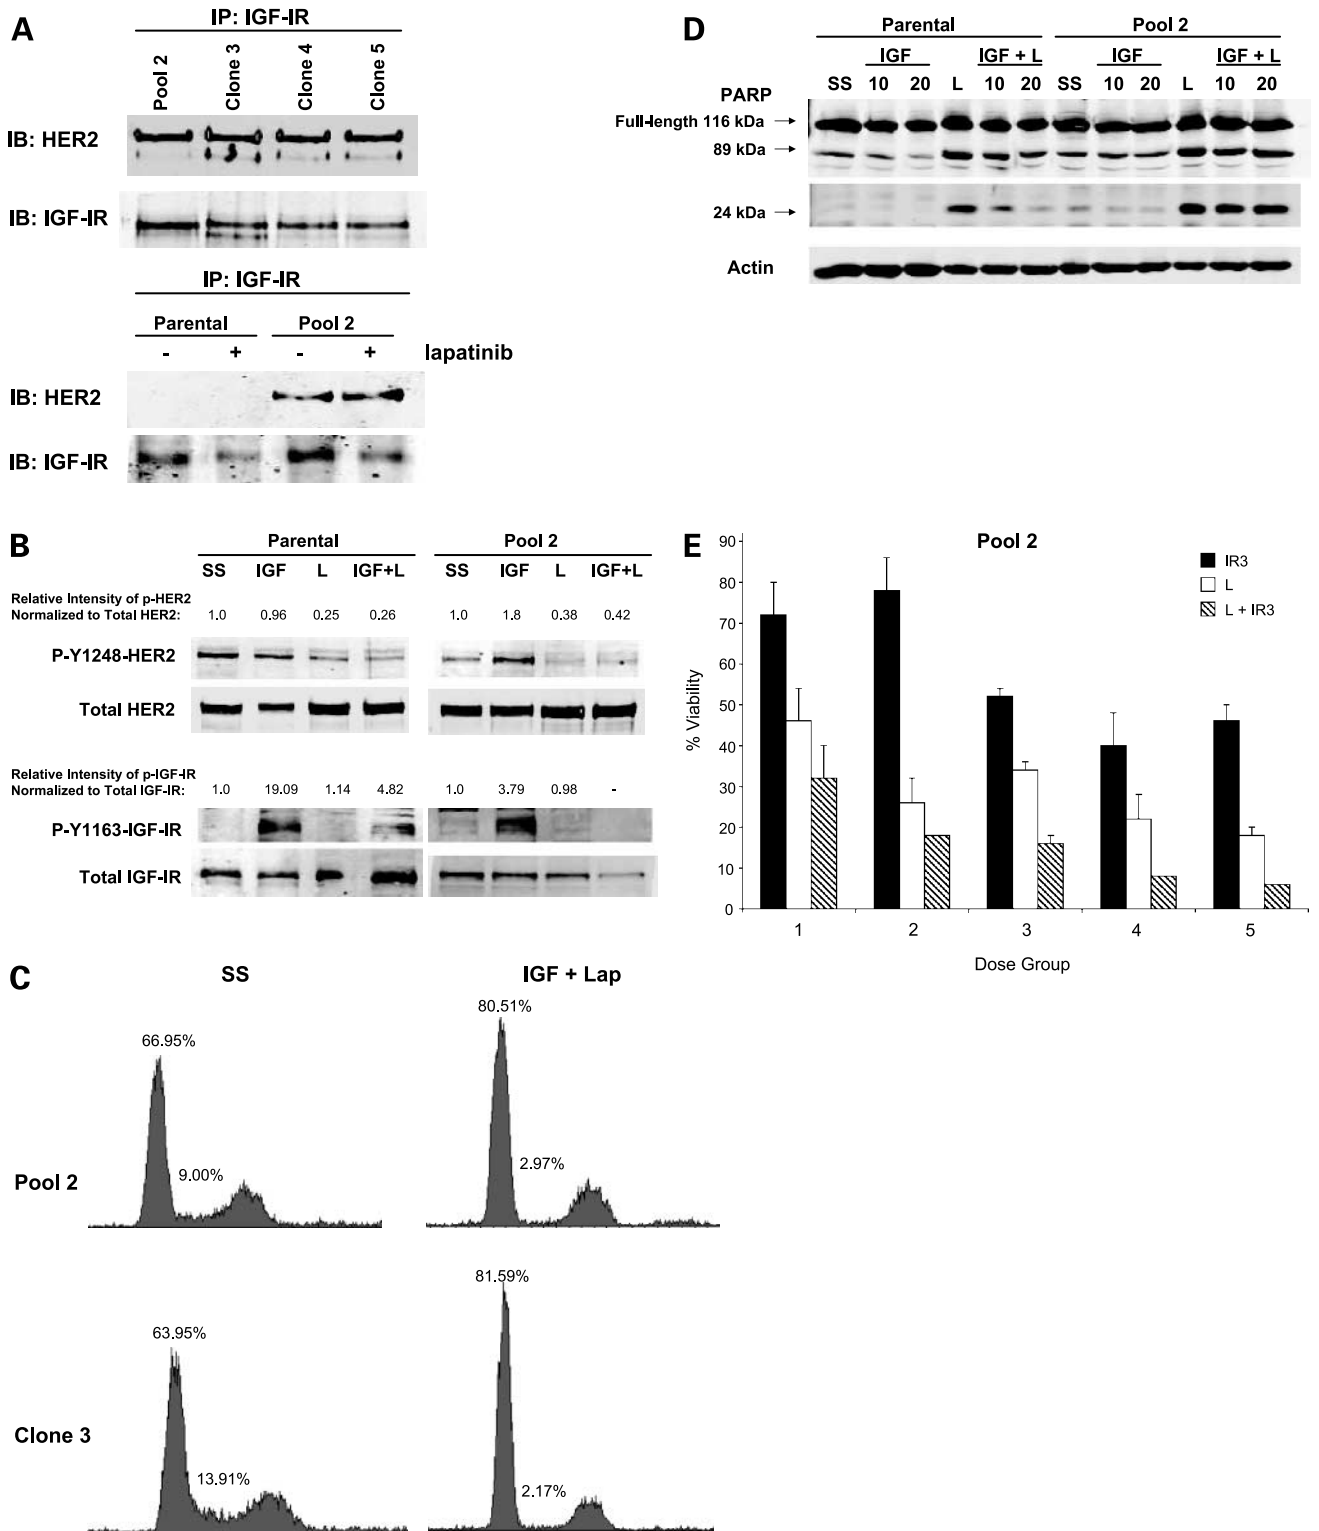 A
IP: IGF-IR
Pool 2
Clone 3
Clone 4
Clone 5
IB: HER2
IB: IGF-IR
IP: IGF-IR
Parental Pool 2
- + - + lapatinib
IB: HER2
IB: IGF-IR
B
Parental Pool 2
SS IGF L IGF+L SS IGF L IGF+L
Relative Intensity of p-HER2
Normalized to Total HER2: 1.0 0.96 0.25 0.26 1.0 1.8 0.38 0.42
P-Y1248-HER2
Total HER2
Relative Intensity of p-IGF-IR
Normalized to Total IGF-IR: 1.0 19.09 1.14 4.82 1.0 3.79 0.98 -
P-Y1163-IGF-IR
Total IGF-IR
C
SS IGF + Lap
66.95% 80.51%
9.00% 2.97%
Pool 2
63.95% 81.59%
13.91% 2.17%
Clone 3
D
Parental Pool 2
IGF IGF + L IGF IGF + L
SS 10 20 L 10 20 SS 10 20 L 10 20
PARP
Full-length 116 kDa →
89 kDa →
24 kDa →
Actin
E
Pool 2
IR3
L
L + IR3
% Viability
90
80
70
60
50
40
30
20
10
0
1 2 3 4 5
Dose Group